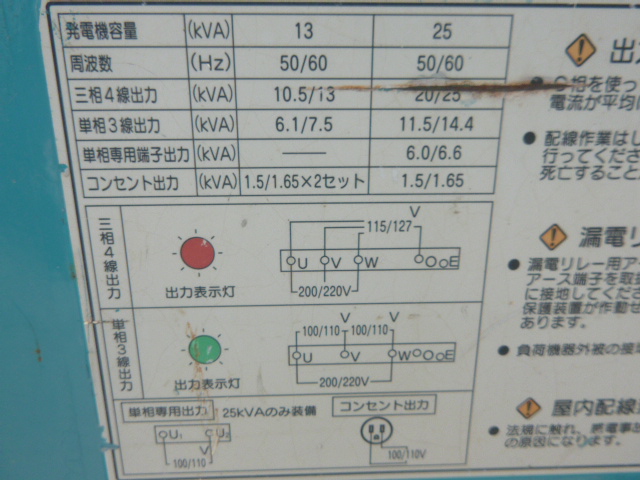 発電機容量 (kVA) 13 25
周波数 (Hz) 50/60 50/60
三相4線出力 (kVA) 10.5/13 20/25
単相3線出力 (kVA) 6.1/7.5 11.5/14.4
単相専用端子出力 (kVA) — 6.0/6.6
コンセント出力 (kVA) 1.5/1.65×2セット 1.5/1.65
三相4線出力
出力表示灯
V
115/127
U V W O E
200/220V
単相3線出力
出力表示灯
V V
100/110 100/110
U V W O E
200/220V
単相専用出力 25kVAのみ装備
U₁ U₂
V
100/110
コンセント出力
100/110V
相を使っ
電流が平均
● 配線作業はし
行ってくださ
死亡すること
漏電リ
● 漏電リレー用アー
アース端子を取
に接地してくださ
保護装置が作動せ
あります。
● 負荷機器外被の接
屋内配線
● 法規に触れ、感電事
の原因になります。